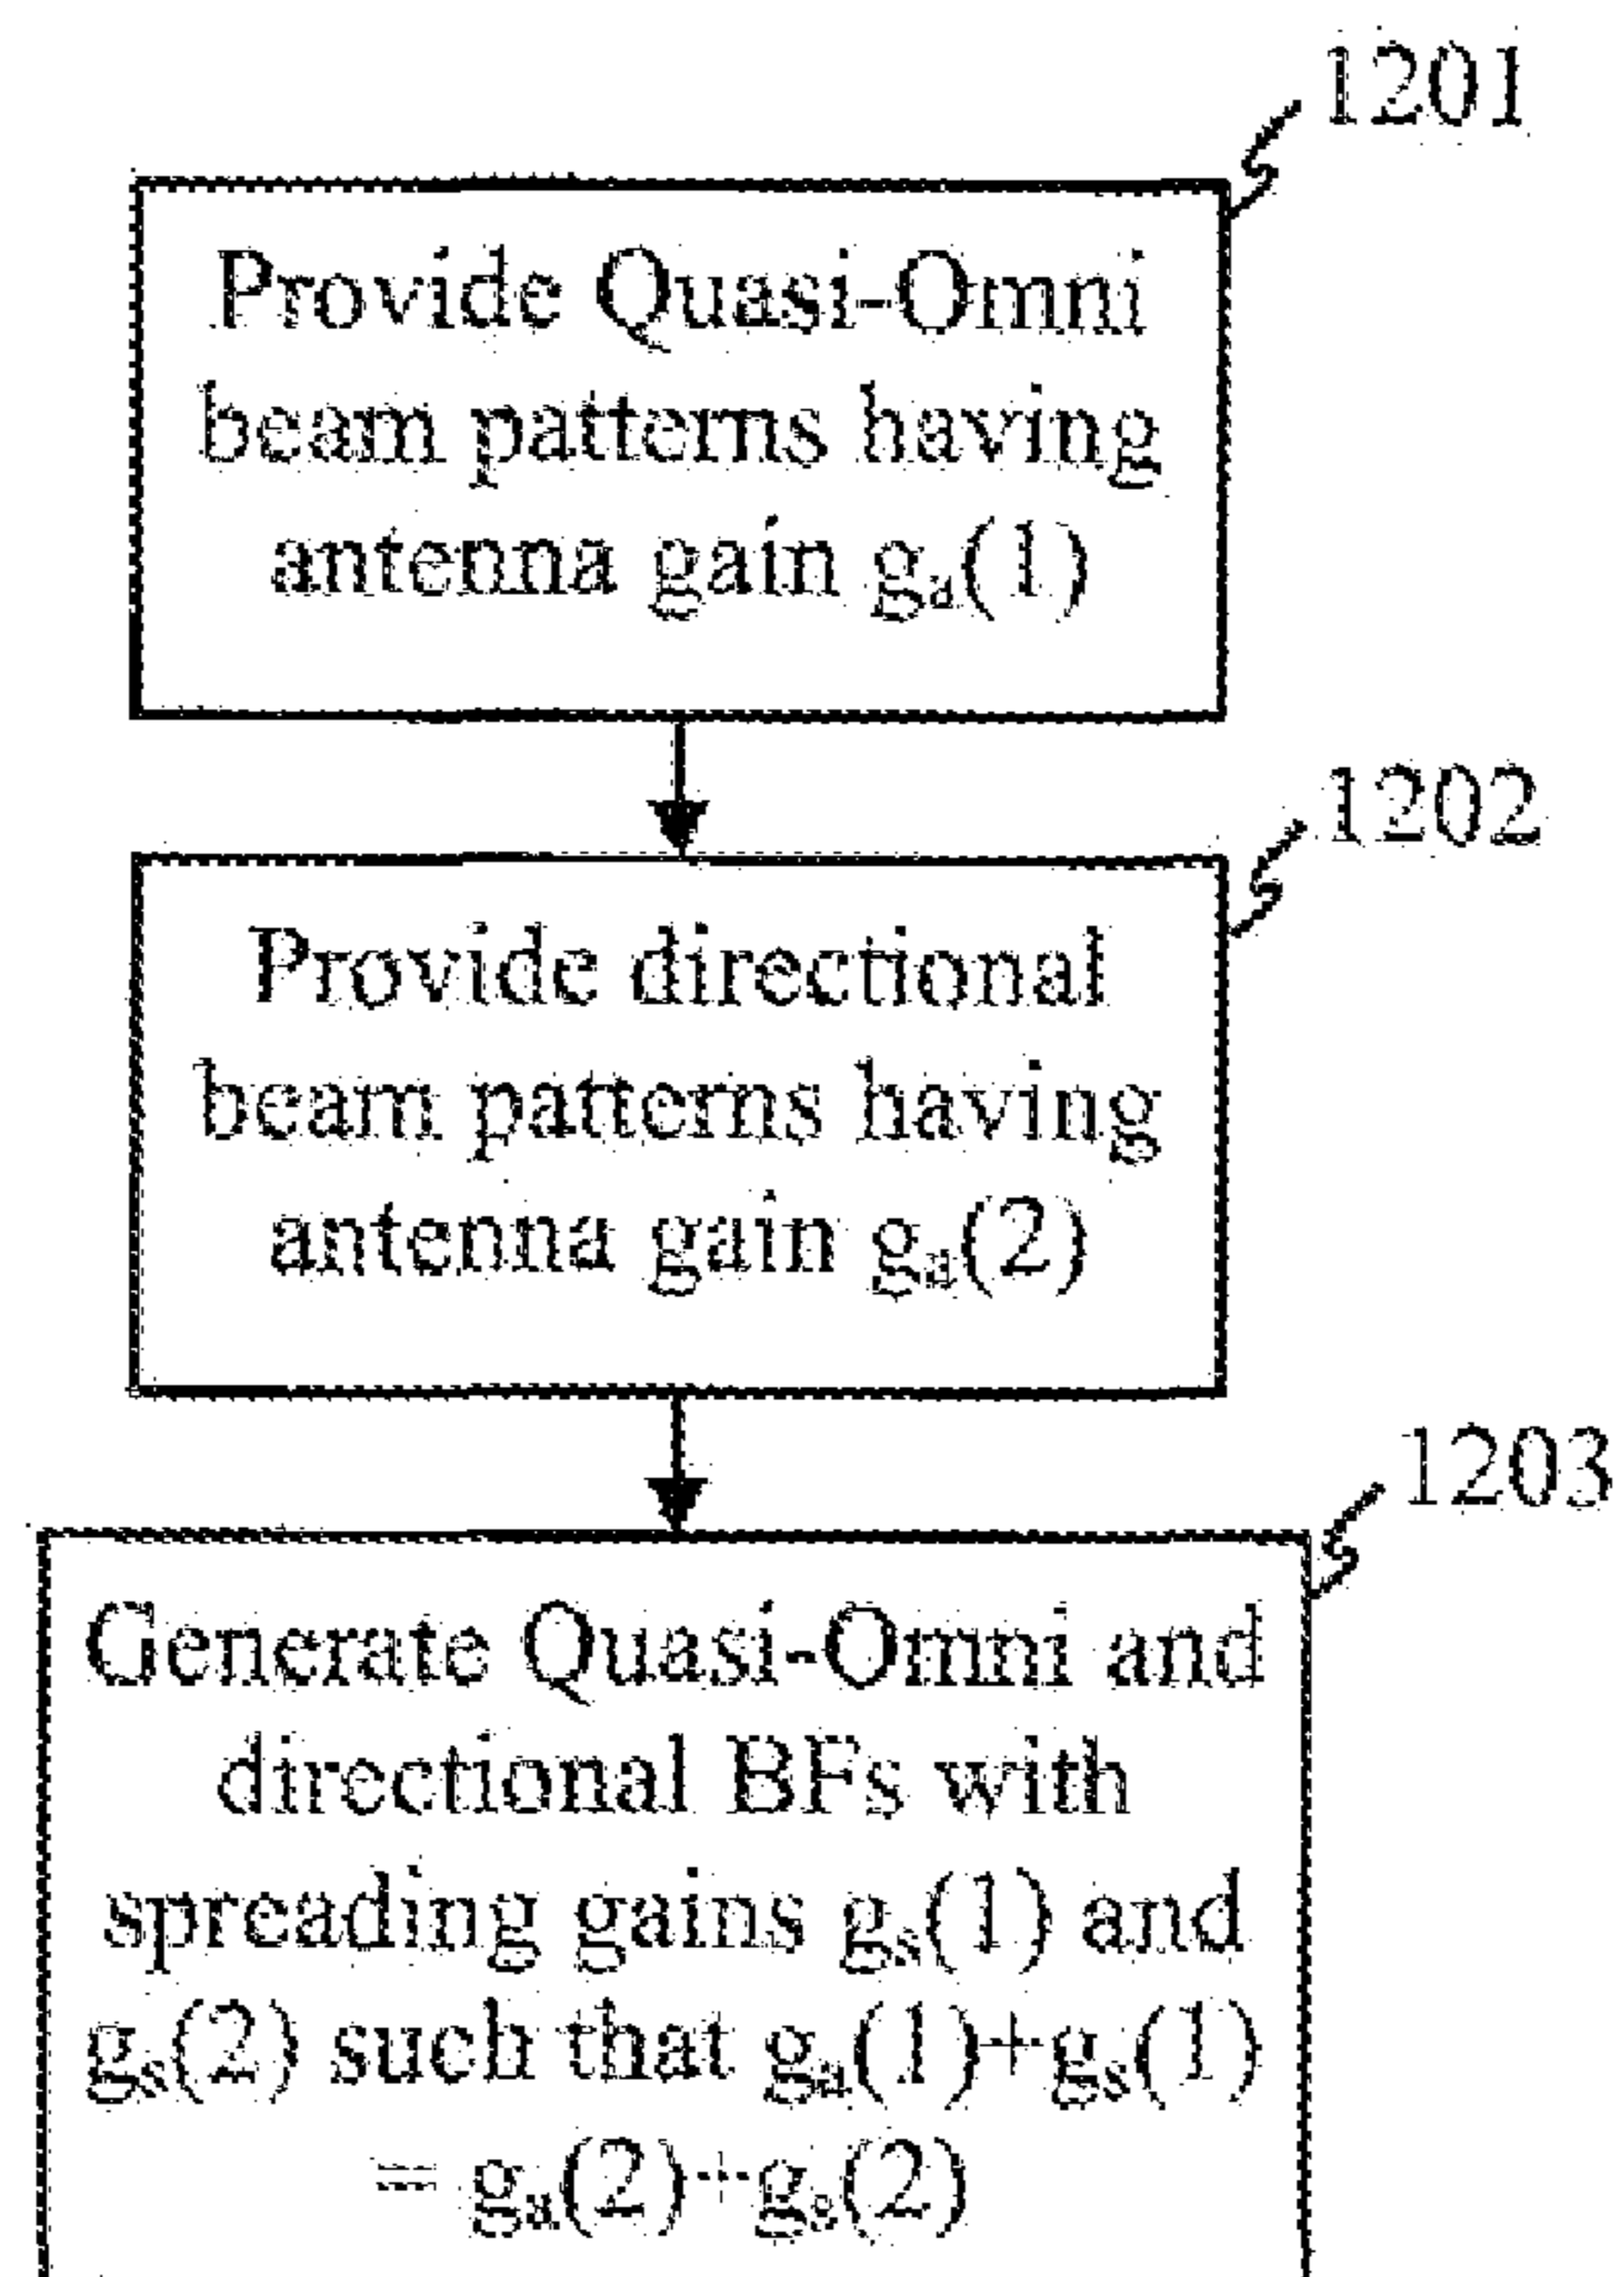 1201
Provide Quasi-Omni
beam patterns having
antenna gain gₐ(1)
1202
Provide directional
beam patterns having
antenna gain gₐ(2)
1203
Generate Quasi-Omni and
directional BFs with
spreading gains gₛ(1) and
gₛ(2) such that gₐ(1)+gₛ(1)
= gₐ(2)+gₛ(2)